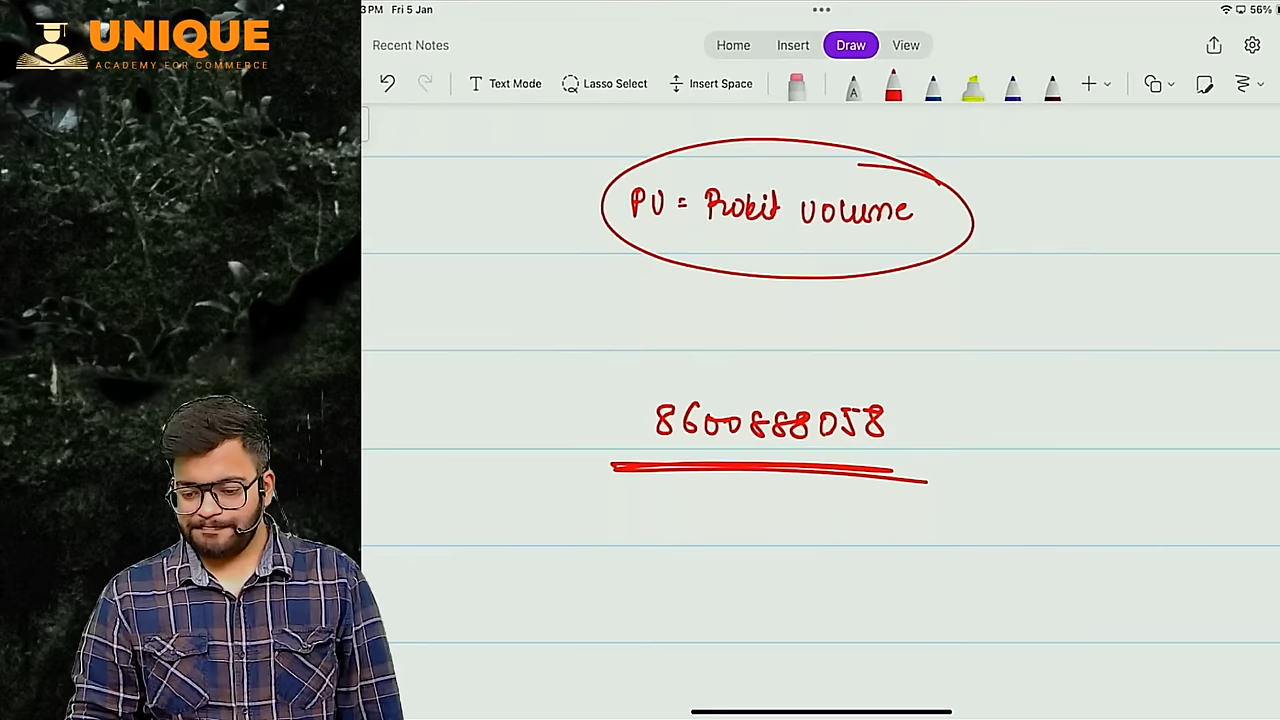 3PM Fri 5 Jan
56%
UNIQUE
ACADEMY FOR COMMERCE
Recent Notes
Home Insert Draw View
Text Mode Lasso Select Insert Space
A
PV = Profit volume
8600888058